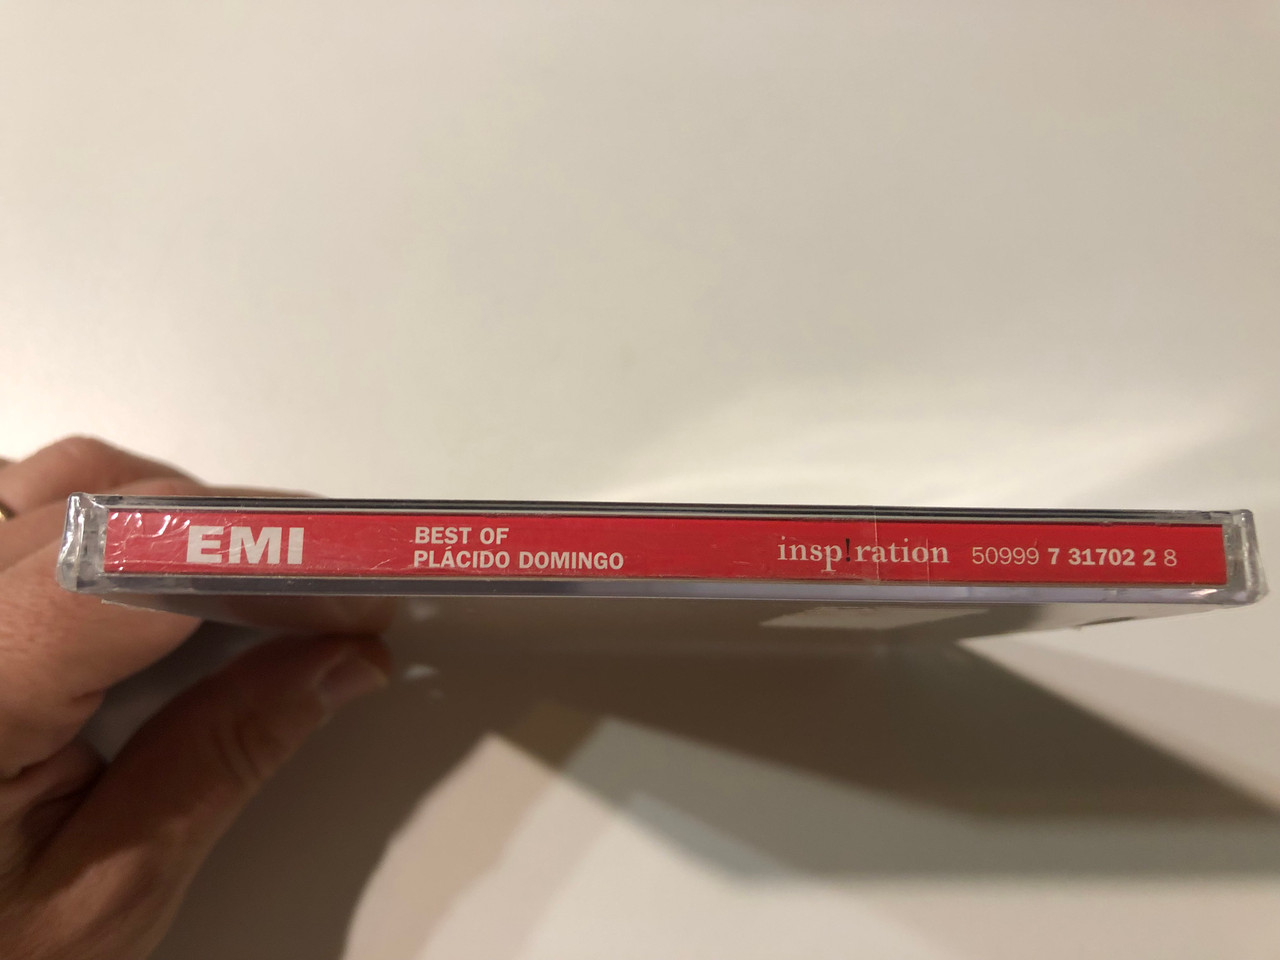 EMI
BEST OF
PLÁCIDO DOMINGO
insp!ration 50999 7 31702 2 8